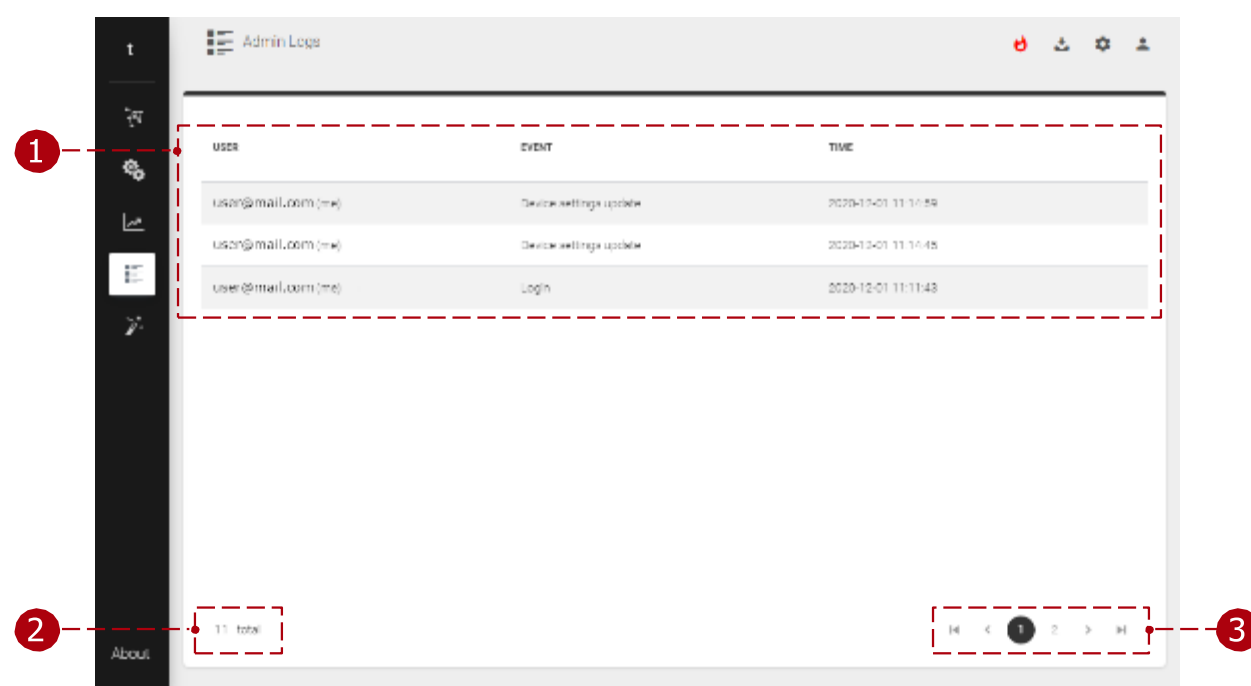 t
Admin Logs
1
USER EVENT TIME
user@mail.com (me) Device settings update 2020-12-01 11:14:59
user@mail.com (me) Device settings update 2020-12-01 11:14:45
user@mail.com (me) Login 2020-12-01 11:11:43
2
11 total
1 2
3
About